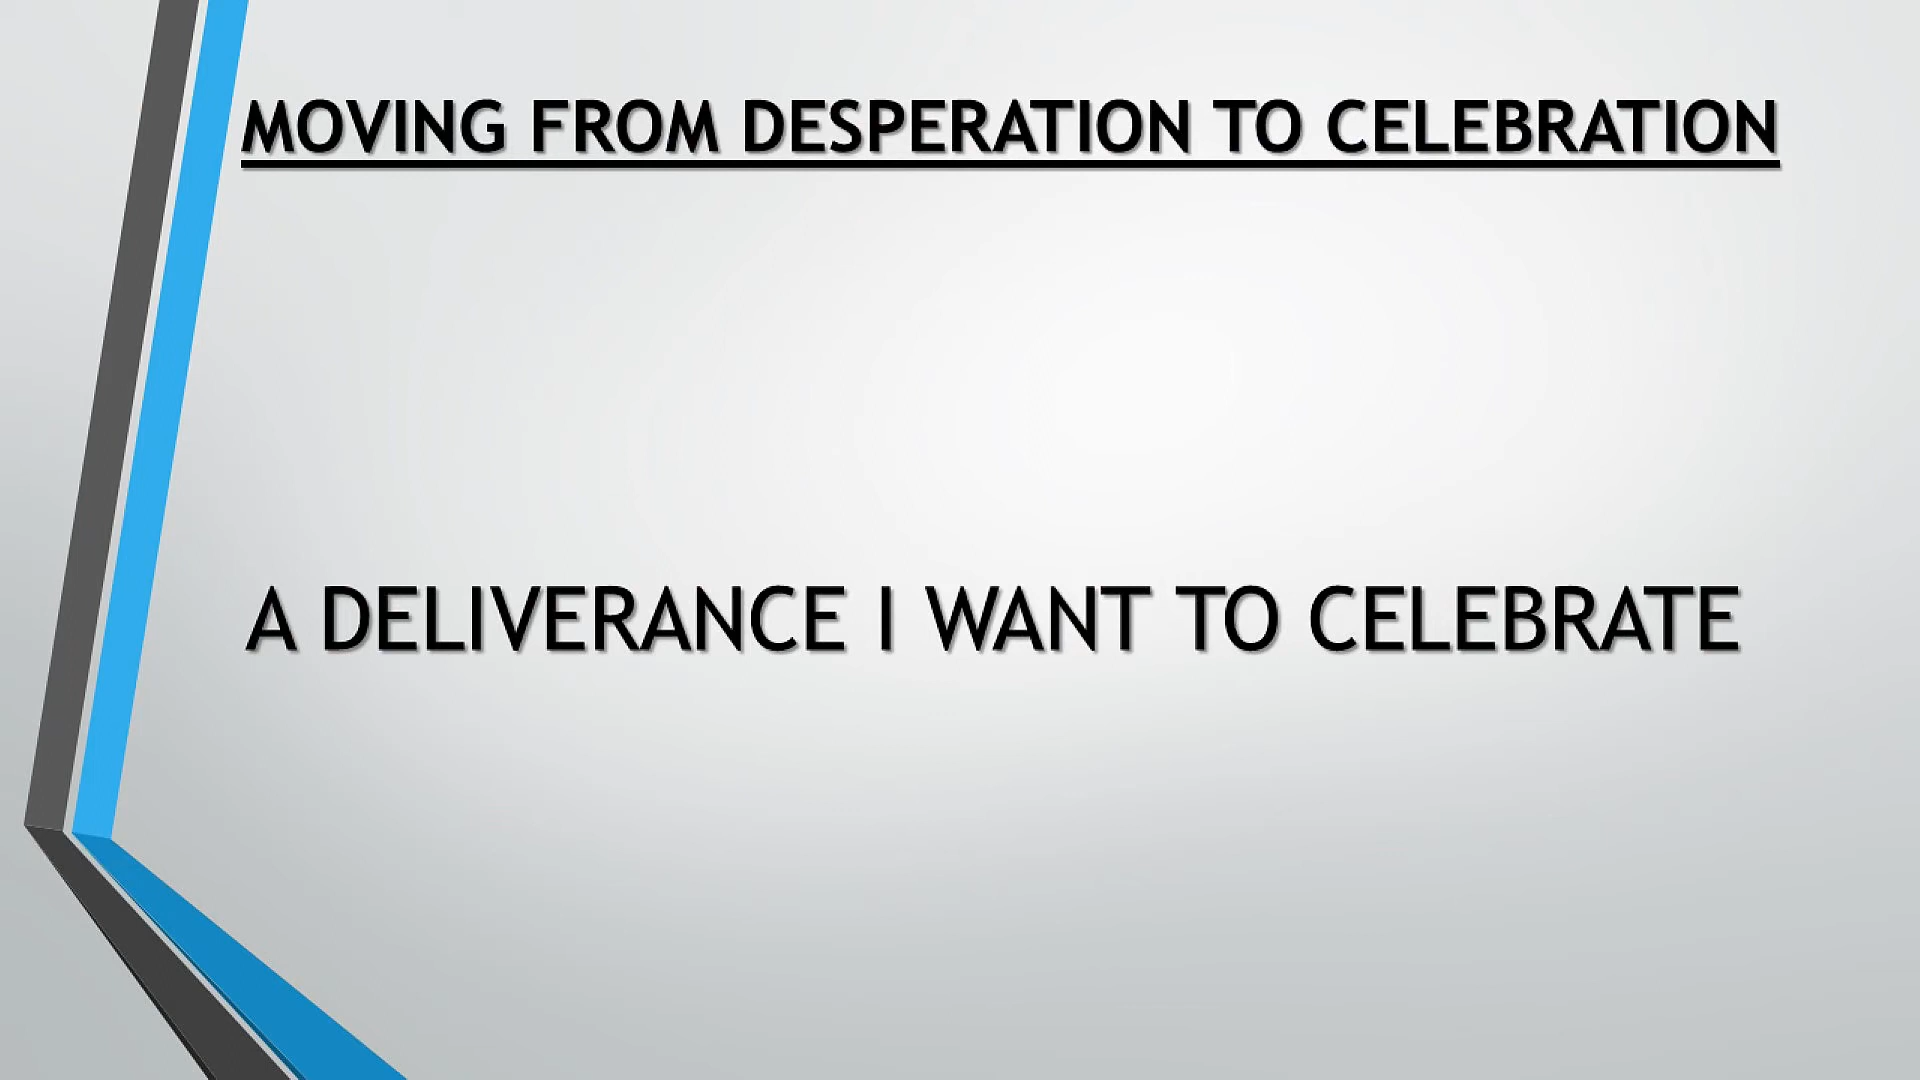 MOVING FROM DESPERATION TO CELEBRATION
A DELIVERANCE I WANT TO CELEBRATE